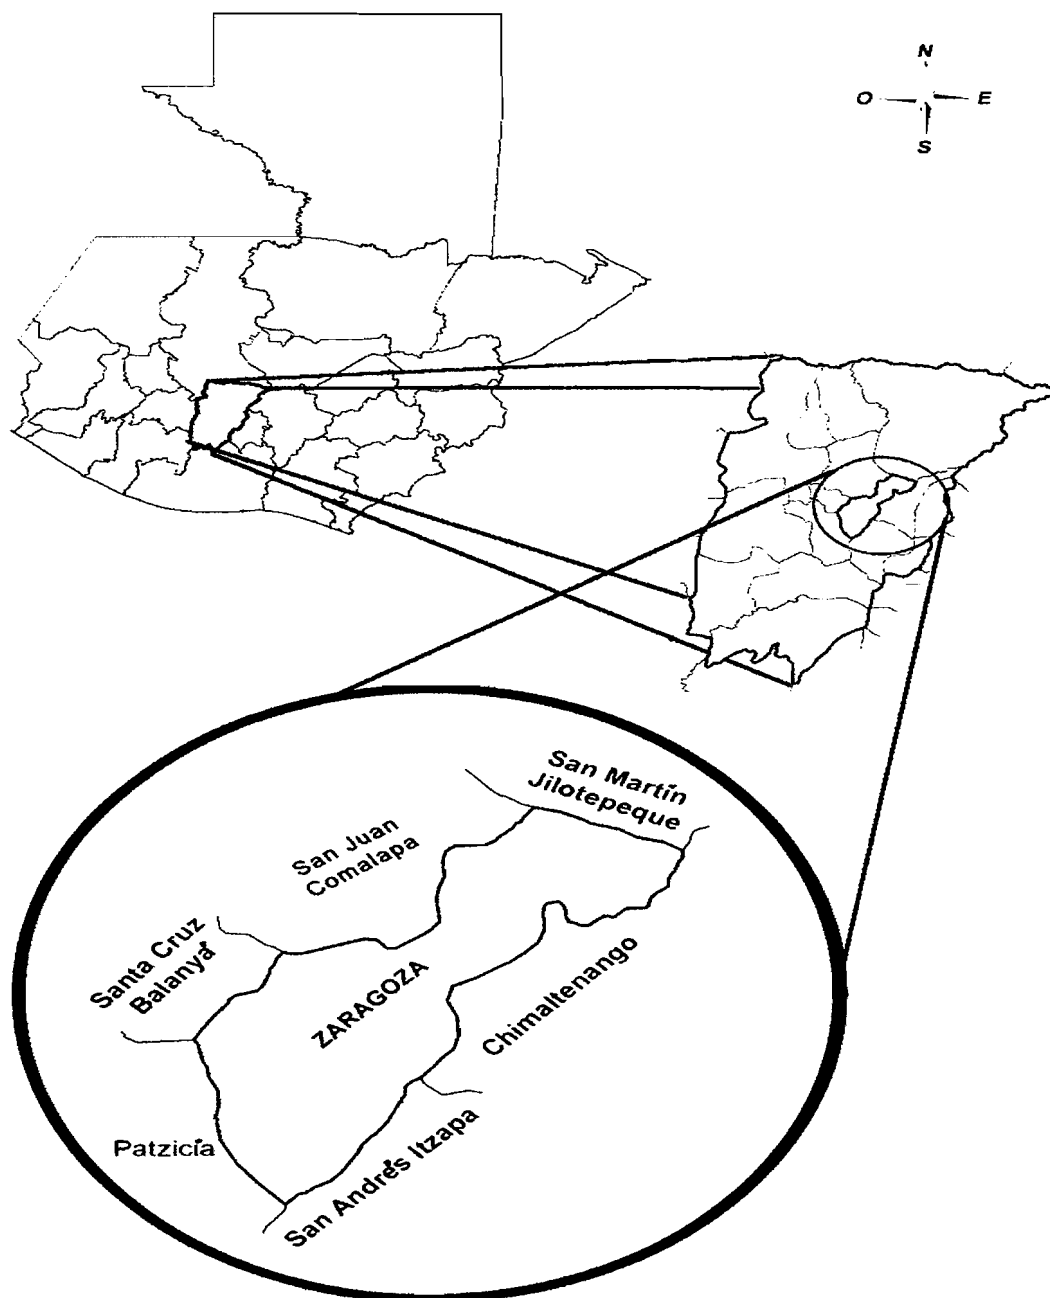 N
O E
S
San Martín
Jilotepeque
San Juan
Comalapa
Santa Cruz
Balanyá
ZARAGOZA
Chimaltenango
Patzicía
San Andrés Itzapa